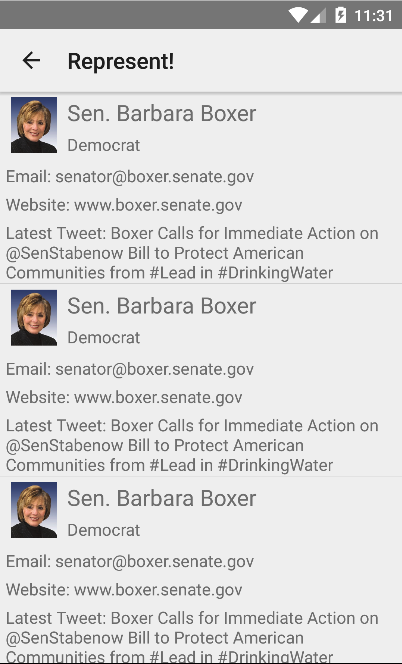 11:31
Represent!
Sen. Barbara Boxer
Democrat
Email: senator@boxer.senate.gov
Website: www.boxer.senate.gov
Latest Tweet: Boxer Calls for Immediate Action on
@SenStabenow Bill to Protect American
Communities from #Lead in #DrinkingWater
Sen. Barbara Boxer
Democrat
Email: senator@boxer.senate.gov
Website: www.boxer.senate.gov
Latest Tweet: Boxer Calls for Immediate Action on
@SenStabenow Bill to Protect American
Communities from #Lead in #DrinkingWater
Sen. Barbara Boxer
Democrat
Email: senator@boxer.senate.gov
Website: www.boxer.senate.gov
Latest Tweet: Boxer Calls for Immediate Action on
@SenStabenow Bill to Protect American
Communities from #Lead in #DrinkingWater